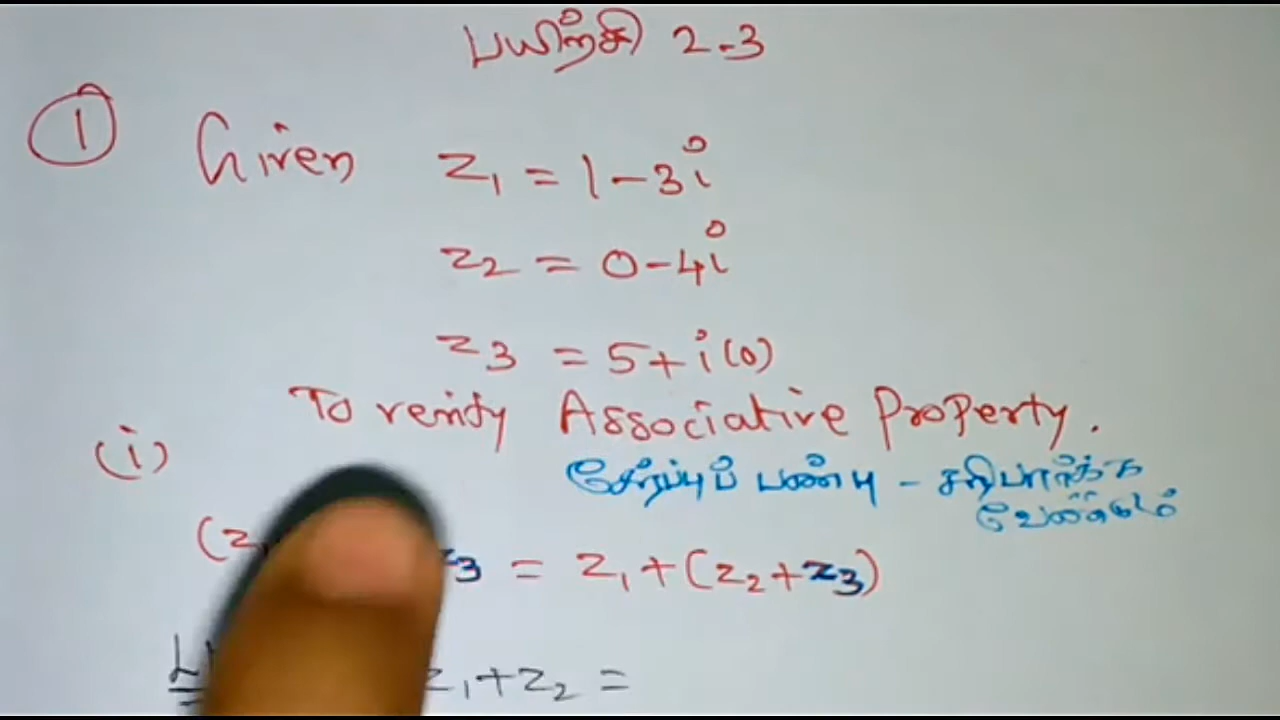 பயிற்சி 2-3
① Given z₁ = 1-3i
z₂ = 0-4i
z₃ = 5+i(0)
To verify Associative Property.
(i)
சேர்ப்புப் பண்பு - சரிபார்க்க
வேண்டும்
(z₁ z₃ = z₁+(z₂+z₃)
z₁+z₂ =